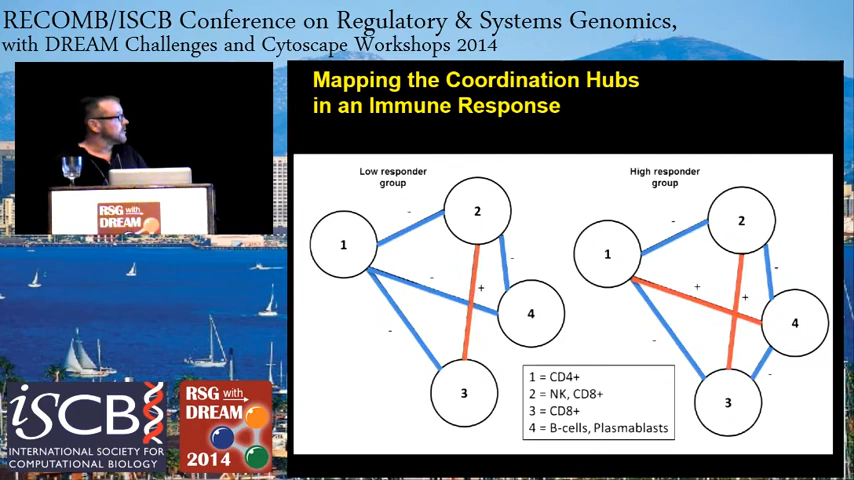 RECOMB/ISCB Conference on Regulatory & Systems Genomics,
with DREAM Challenges and Cytoscape Workshops 2014
Mapping the Coordination Hubs
in an Immune Response
Low responder
group
High responder
group
1
2
3
4
-
-
-
-
+
1
2
3
4
-
-
-
-
+
+
1 = CD4+
2 = NK, CD8+
3 = CD8+
4 = B-cells, Plasmablasts
RSG with
DREAM
iSCB
INTERNATIONAL SOCIETY FOR
COMPUTATIONAL BIOLOGY
RSG with
DREAM
2014